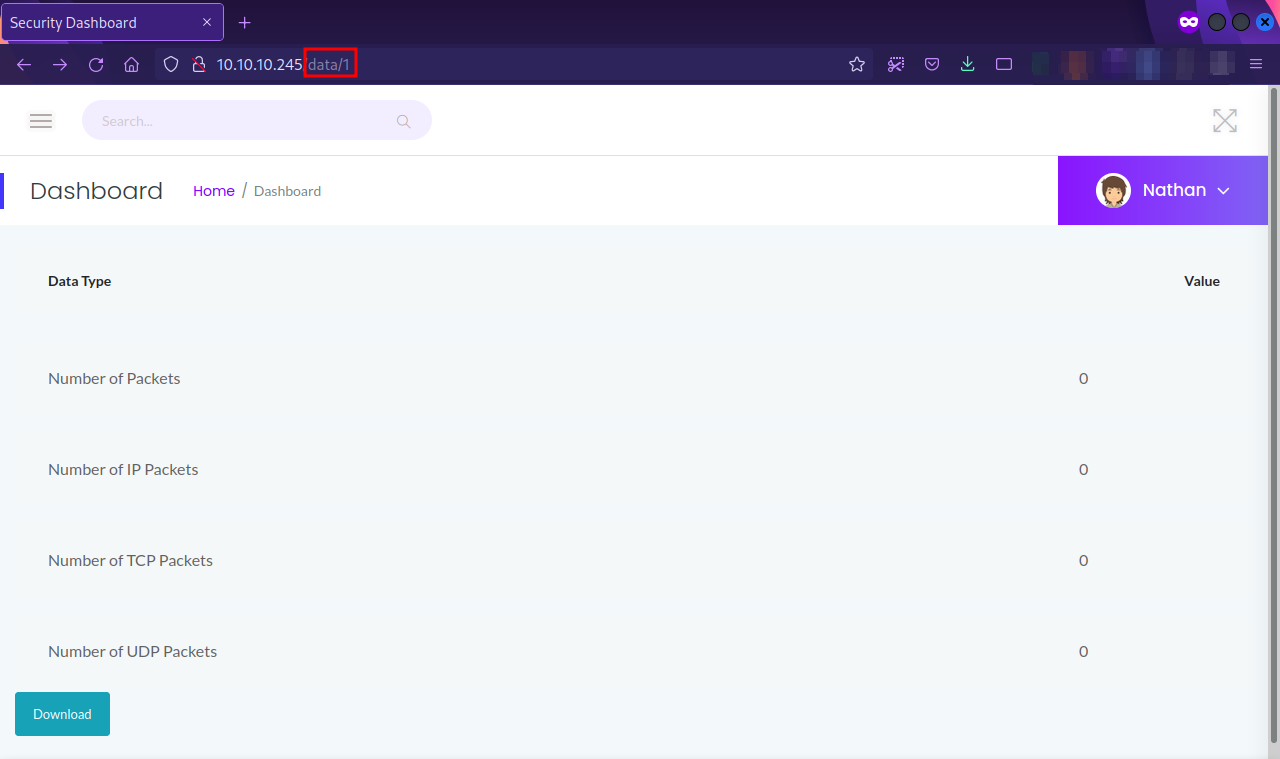 Security Dashboard
10.10.10.245/data/1
Search...
Dashboard Home / Dashboard Nathan
Data Type Value
Number of Packets 0
Number of IP Packets 0
Number of TCP Packets 0
Number of UDP Packets 0
Download